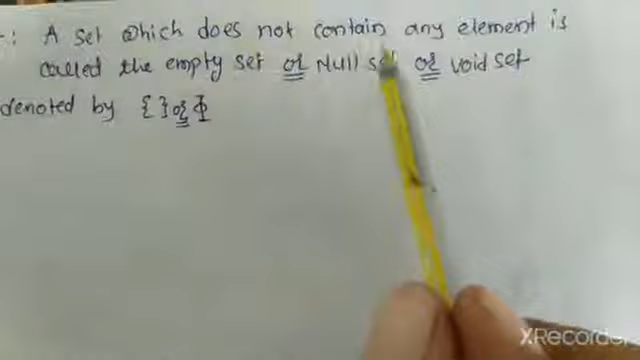 : A set which does not contain any element is
called the empty set or Null set or void set
denoted by { } or Φ
XRecorder